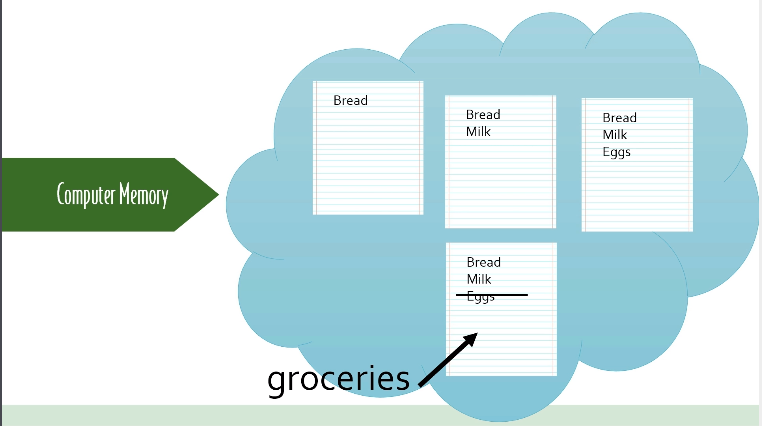 Computer Memory
Bread
Bread
Milk
Bread
Milk
Eggs
Bread
Milk
Eggs
groceries